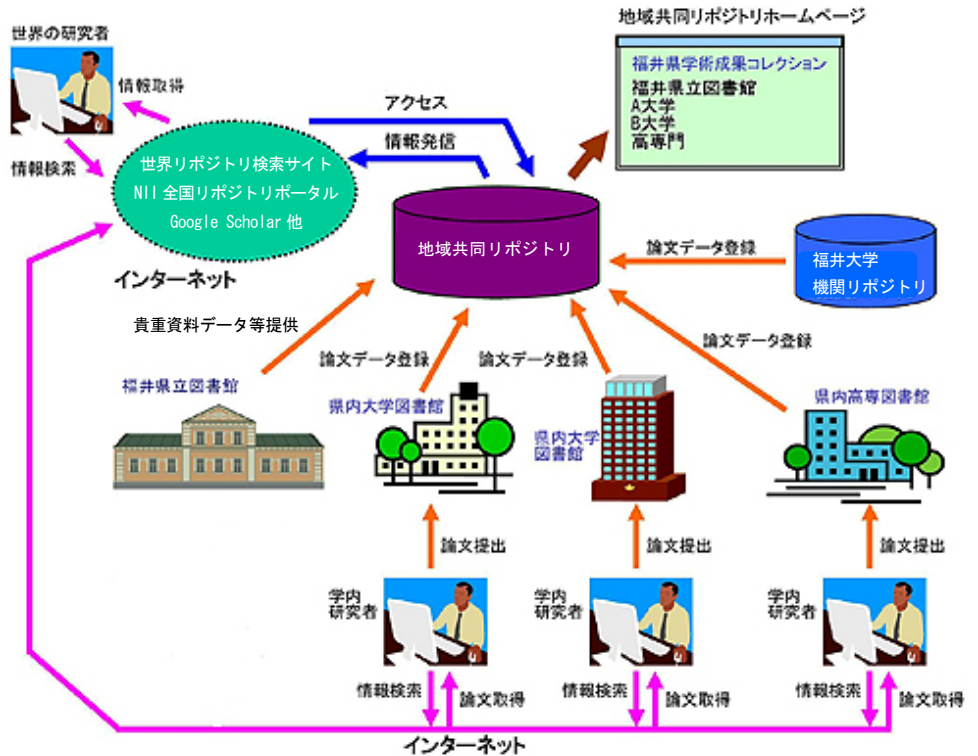 地域共同リポジトリホームページ
世界の研究者
情報取得
情報検索
福井県学術成果コレクション
福井県立図書館
A大学
B大学
高専門
アクセス
情報発信
世界リポジトリ検索サイト
NII 全国リポジトリポータル
Google Scholar 他
インターネット
地域共同リポジトリ
論文データ登録
福井大学
機関リポジトリ
貴重資料データ等提供
論文データ登録
論文データ登録
論文データ登録
福井県立図書館
県内大学図書館
県内大学
図書館
県内高専図書館
論文提出
論文提出
論文提出
学内
研究者
学内
研究者
学内
研究者
情報検索
論文取得
情報検索
論文取得
情報検索
論文取得
インターネット